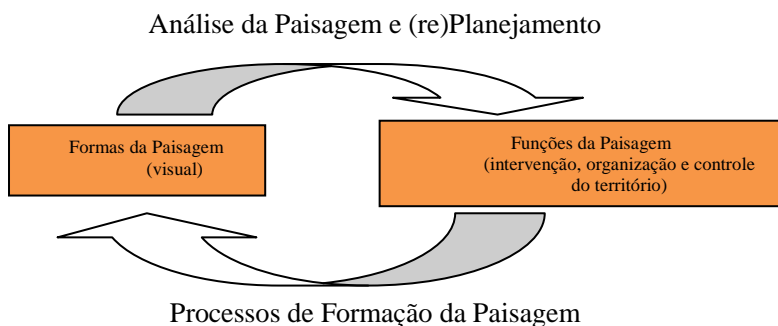 Análise da Paisagem e (re)Planejamento
Formas da Paisagem
(visual)
Funções da Paisagem
(intervenção, organização e controle
do território)
Processos de Formação da Paisagem